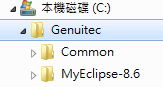 本機磁碟 (C:)
Genuitec
Common
MyEclipse-8.6